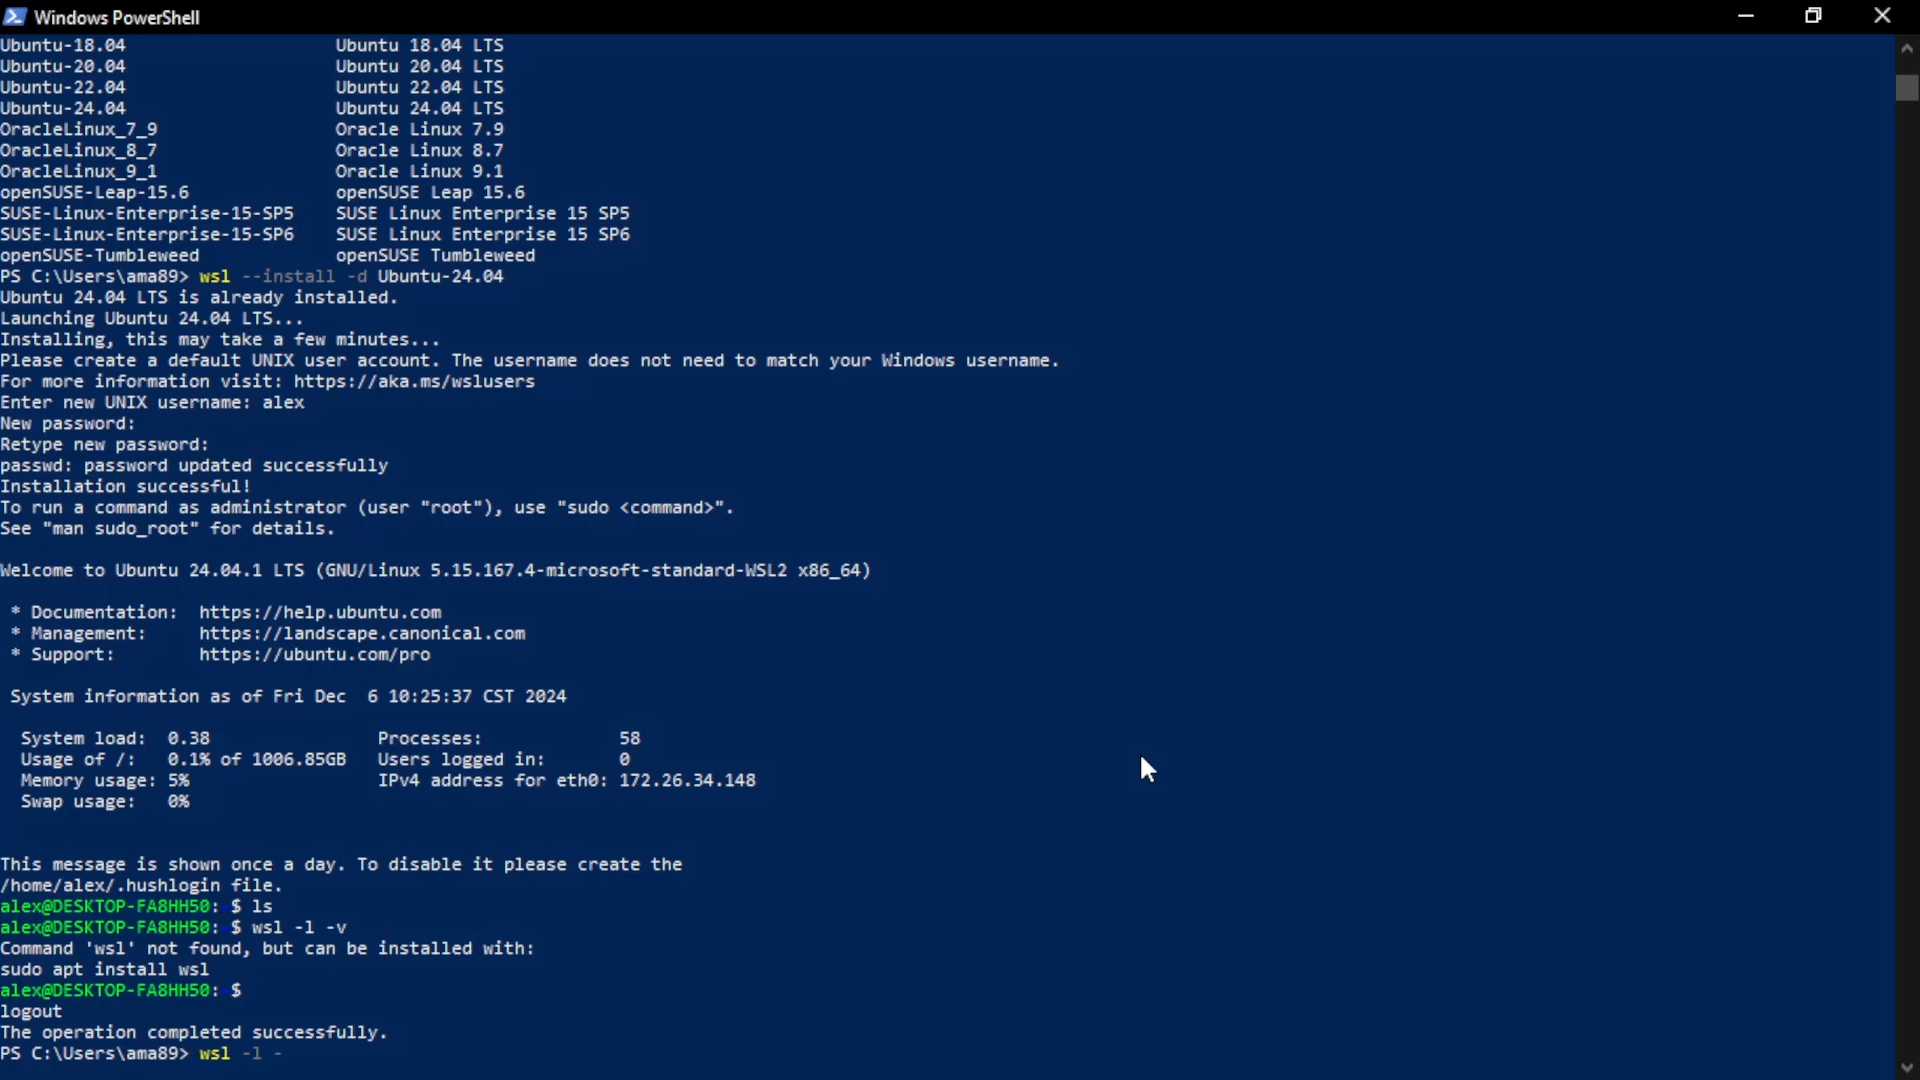 Windows PowerShell
Ubuntu-18.04 Ubuntu 18.04 LTS
Ubuntu-20.04 Ubuntu 20.04 LTS
Ubuntu-22.04 Ubuntu 22.04 LTS
Ubuntu-24.04 Ubuntu 24.04 LTS
OracleLinux_7_9 Oracle Linux 7.9
OracleLinux_8_7 Oracle Linux 8.7
OracleLinux_9_1 Oracle Linux 9.1
openSUSE-Leap-15.6 openSUSE Leap 15.6
SUSE-Linux-Enterprise-15-SP5 SUSE Linux Enterprise 15 SP5
SUSE-Linux-Enterprise-15-SP6 SUSE Linux Enterprise 15 SP6
openSUSE-Tumbleweed openSUSE Tumbleweed
PS C:\Users\ama89> wsl --install -d Ubuntu-24.04
Ubuntu 24.04 LTS is already installed.
Launching Ubuntu 24.04 LTS...
Installing, this may take a few minutes...
Please create a default UNIX user account. The username does not need to match your Windows username.
For more information visit: https://aka.ms/wslusers
Enter new UNIX username: alex
New password:
Retype new password:
passwd: password updated successfully
Installation successful!
To run a command as administrator (user "root"), use "sudo <command>".
See "man sudo_root" for details.
Welcome to Ubuntu 24.04.1 LTS (GNU/Linux 5.15.167.4-microsoft-standard-WSL2 x86_64)
* Documentation: https://help.ubuntu.com
* Management: https://landscape.canonical.com
* Support: https://ubuntu.com/pro
System information as of Fri Dec 6 10:25:37 CST 2024
System load: 0.38 Processes: 58
Usage of /: 0.1% of 1006.85GB Users logged in: 0
Memory usage: 5% IPv4 address for eth0: 172.26.34.148
Swap usage: 0%
This message is shown once a day. To disable it please create the
/home/alex/.hushlogin file.
alex@DESKTOP-FA8HH50: $ ls
alex@DESKTOP-FA8HH50: $ wsl -l -v
Command 'wsl' not found, but can be installed with:
sudo apt install wsl
alex@DESKTOP-FA8HH50: $
logout
The operation completed successfully.
PS C:\Users\ama89> wsl -l -